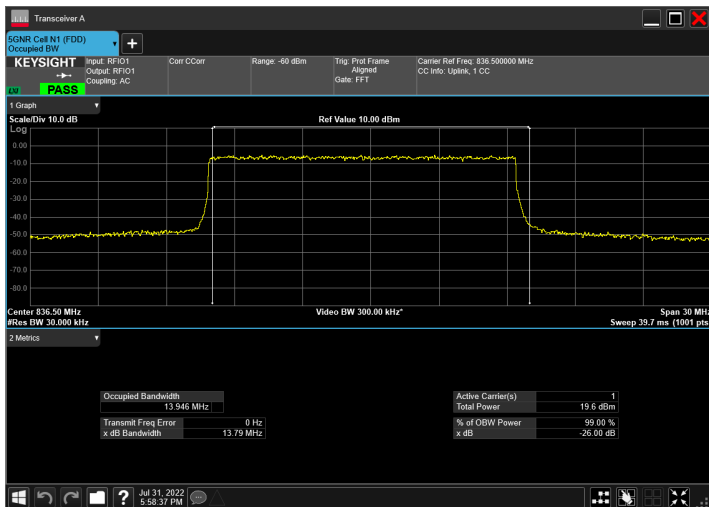 Transceiver A
5GNR Cell N1 (FDD)
Occupied BW
KEYSIGHT
LXI
PASS
Input: RFIO1
Output: RFIO1
Coupling: AC
Corr CCorr
Range: -60 dBm
Trig: Prot Frame
Aligned
Gate: FFT
Carrier Ref Freq: 836.500000 MHz
CC Info: Uplink, 1 CC
1 Graph
Scale/Div 10.0 dB
Ref Value 10.00 dBm
Log
0.00
-10.0
-20.0
-30.0
-40.0
-50.0
-60.0
-70.0
-80.0
Center 836.50 MHz
Video BW 300.00 kHz*
Span 30 MHz
#Res BW 30.000 kHz
Sweep 39.7 ms (1001 pts
2 Metrics
Occupied Bandwidth
13.946 MHz
Transmit Freq Error 0 Hz
x dB Bandwidth 13.79 MHz
Active Carrier(s) 1
Total Power 19.6 dBm
% of OBW Power 99.00 %
x dB -26.00 dB
?
Jul 31, 2022
5:58:37 PM